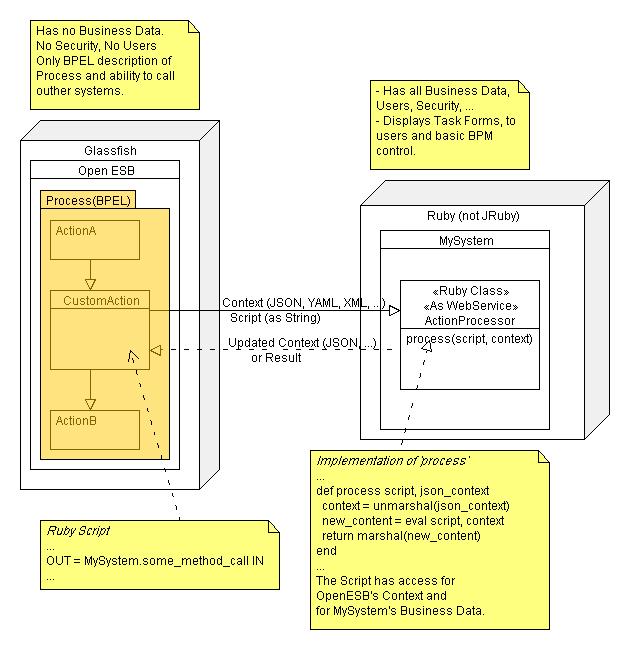 Has no Business Data.
No Security, No Users
Only BPEL description of
Process and ability to call
outher systems.
- Has all Business Data,
Users, Security, ...
- Displays Task Forms, to
users and basic BPM
control.
Glassfish
Open ESB
Process(BPEL)
ActionA
CustomAction
ActionB
Ruby (not JRuby)
MySystem
«Ruby Class»
«As WebService»
ActionProcessor
process(script, context)
Context (JSON, YAML, XML, ...)
Script (as String)
Updated Context (JSON, ...)
or Result
Ruby Script
...
OUT = MySystem.some_method_call IN
...
Implementation of 'process'
...
def process script, json_context
context = unmarshal(json_context)
new_content = eval script, context
return marshal(new_content)
end
...
The Script has access for
OpenESB's Context and
for MySystem's Business Data.